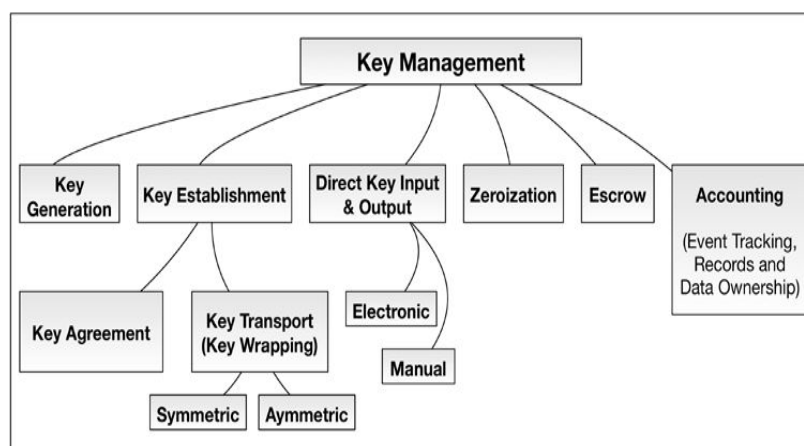 Key Management
Key
Generation
Key Establishment
Direct Key Input
& Output
Zeroization
Escrow
Accounting
(Event Tracking,
Records and
Data Ownership)
Key Agreement
Key Transport
(Key Wrapping)
Electronic
Manual
Symmetric
Aymmetric